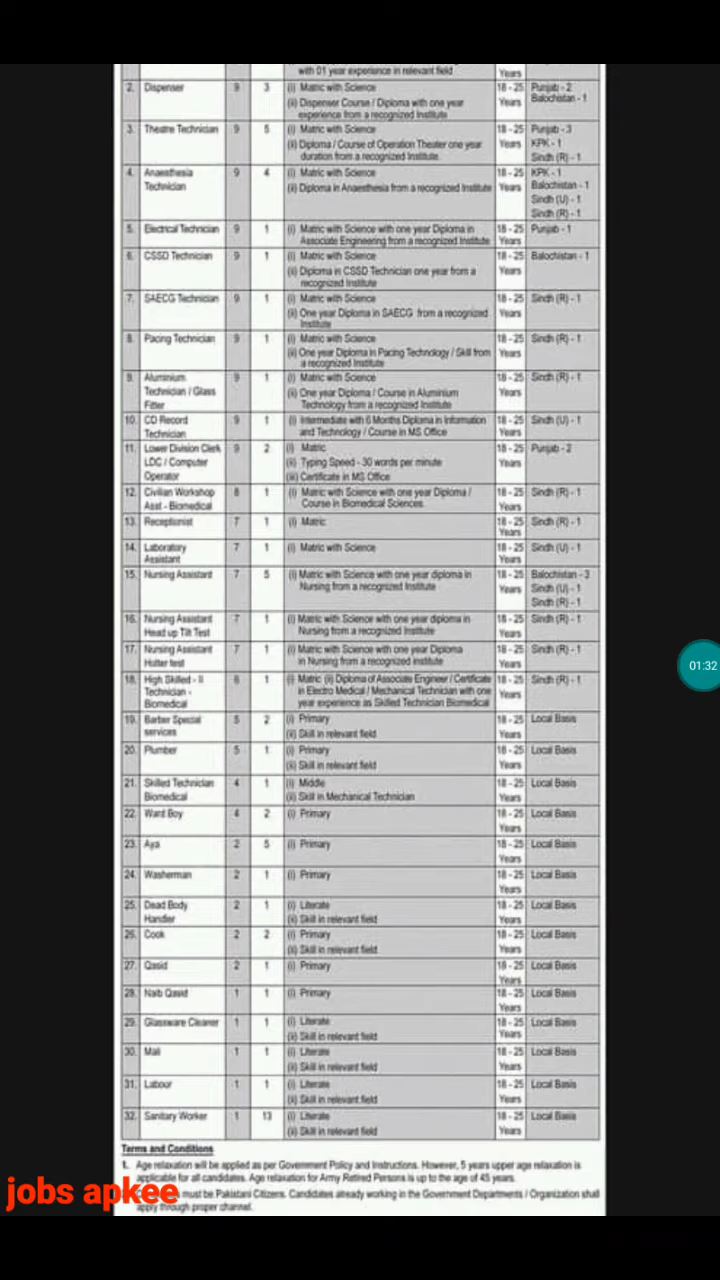 with 01 year experience in relevant field Years
2. Dispenser 9 3 (i) Matric with Science 18 - 25 Punjab - 2
(ii) Dispenser Course / Diploma with one year Years Balochistan - 1
experience from a recognized Institute
3. Theatre Technician 9 5 (i) Matric with Science 18 - 25 Punjab - 3
(ii) Diploma / Course of Operation Theater one year Years KPK - 1
duration from a recognized Institute. Sindh (R) - 1
4. Anaesthesia 9 4 (i) Matric with Science 18 - 25 KPK - 1
Technician (ii) Diploma in Anaesthesia from a recognized Institute Years Balochistan - 1
Sindh (U) - 1
Sindh (R) - 1
5. Electrical Technician 9 1 (i) Matric with Science with one year Diploma in 18 - 25 Punjab - 1
Associate Engineering from a recognized Institute Years
6. CSSD Technician 9 1 (i) Matric with Science 18 - 25 Balochistan - 1
(ii) Diploma in CSSD Technician one year from a Years
recognized Institute
7. SAECG Technician 9 1 (i) Matric with Science 18 - 25 Sindh (R) - 1
(ii) One year Diploma in SAECG from a recognized Years
Institute
8. Pacing Technician 9 1 (i) Matric with Science 18 - 25 Sindh (R) - 1
(ii) One year Diploma in Pacing Technology / Skill from Years
a recognized Institute
9. Aluminium 9 1 (i) Matric with Science 18 - 25 Sindh (R) - 1
Technician / Glass (ii) One year Diploma / Course in Aluminium Years
Fitter Technology from a recognized Institute
10. CD Record 9 1 (i) Intermediate with 6 Months Diploma in Information 18 - 25 Sindh (U) - 1
Technician and Technology / Course in MS Office Years
11. Lower Division Clerk 9 2 (i) Matric 18 - 25 Punjab - 2
LDC / Computer (ii) Typing Speed - 30 words per minute Years
Operator (iii) Certificate in MS Office
12. Civilian Workshop 8 1 (i) Matric with Science with one year Diploma / 18 - 25 Sindh (R) - 1
Asst - Biomedical Course in Biomedical Sciences. Years
13. Receptionist 7 1 (i) Matric 18 - 25 Sindh (R) - 1
Years
14. Laboratory 7 1 (i) Matric with Science 18 - 25 Sindh (U) - 1
Assistant Years
15. Nursing Assistant 7 5 (i) Matric with Science with one year diploma in 18 - 25 Balochistan - 3
Nursing from a recognized Institute Years Sindh (U) - 1
Sindh (R) - 1
16. Nursing Assistant 7 1 (i) Matric with Science with one year diploma in 18 - 25 Sindh (R) - 1
Head up Tilt Test Nursing from a recognized Institute Years
17. Nursing Assistant 7 1 (i) Matric with Science with one year Diploma 18 - 25 Sindh (R) - 1
Holter test in Nursing from a recognized institute Years
18. High Skilled - II 6 1 (i) Matric (ii) Diploma of Associate Engineer / Certificate 18 - 25 Sindh (R) - 1
Technician - in Electro Medical / Mechanical Technician with one Years
Biomedical year experience as Skilled Technician Biomedical
19. Barber Special 5 2 (i) Primary 18 - 25 Local Basis
services (ii) Skill in relevant field Years
20. Plumber 5 1 (i) Primary 18 - 25 Local Basis
(ii) Skill in relevant field Years
21. Skilled Technician 4 1 (i) Middle 18 - 25 Local Basis
Biomedical (ii) Skill in Mechanical Technician Years
22. Ward Boy 4 2 (i) Primary 18 - 25 Local Basis
Years
23. Aya 2 5 (i) Primary 18 - 25 Local Basis
Years
24. Washerman 2 1 (i) Primary 18 - 25 Local Basis
Years
25. Dead Body 2 1 (i) Literate 18 - 25 Local Basis
Hander (ii) Skill in relevant field Years
26. Cook 2 2 (i) Primary 18 - 25 Local Basis
(ii) Skill in relevant field Years
27. Qasid 2 1 (i) Primary 18 - 25 Local Basis
Years
28. Naib Qasid 1 1 (i) Primary 18 - 25 Local Basis
Years
29. Glassware Cleaner 1 1 (i) Literate 18 - 25 Local Basis
(ii) Skill in relevant field Years
30. Mali 1 1 (i) Literate 18 - 25 Local Basis
(ii) Skill in relevant field Years
31. Labour 1 1 (i) Literate 18 - 25 Local Basis
(ii) Skill in relevant field Years
32. Sanitary Worker 1 13 (i) Literate 18 - 25 Local Basis
(ii) Skill in relevant field Years
01:32
Terms and Conditions
1. Age relaxation will be applied as per Government Policy and Instructions. However, 5 years upper age relaxation is
applicable for all candidates. Age relaxation for Army Retired Persons is up to the age of 45 years.
jobs apkee
must be Pakistani Citizens. Candidates already working in the Government Departments / Organization shall
apply through proper channel.